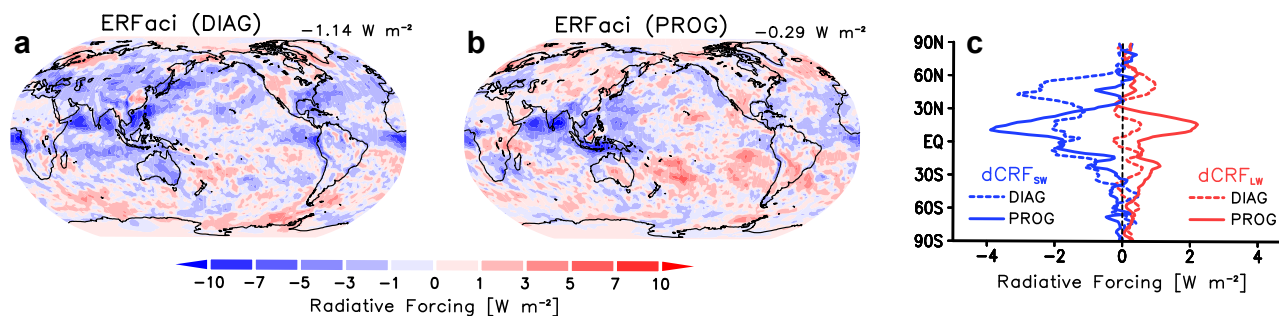 a
ERFaci (DIAG)
−1.14 W m⁻²
b
ERFaci (PROG)
−0.29 W m⁻²
−10 −7 −5 −3 −1 0 1 3 5 7 10
Radiative Forcing [W m⁻²]
c
90N
60N
30N
EQ
30S
60S
90S
dCRF_SW
DIAG
PROG
dCRF_LW
DIAG
PROG
−4 −2 0 2 4
Radiative Forcing [W m⁻²]